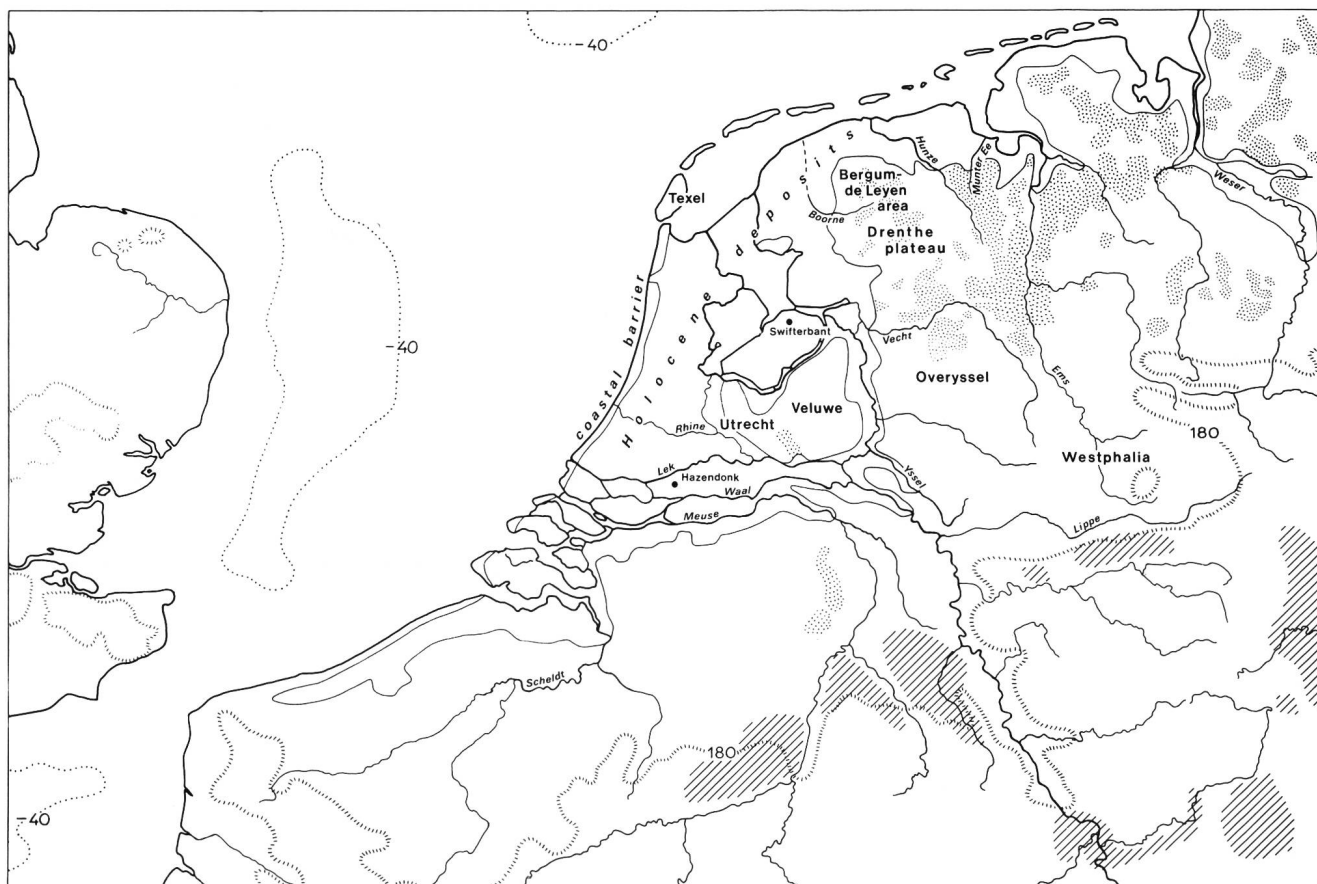 -40
Hunze
Munter Ee
Weser
Texel
Bergum-
de Leyen
area
Boorne
Drenthe
plateau
Holocene deposits
coastal barrier
-40
Swifterbant
Vecht
Overyssel
Ems
Veluwe
Utrecht
Rhine
180
Westphalia
Lek
Hazendonk
Waal
Yssel
Meuse
Lippe
Scheldt
180
-40